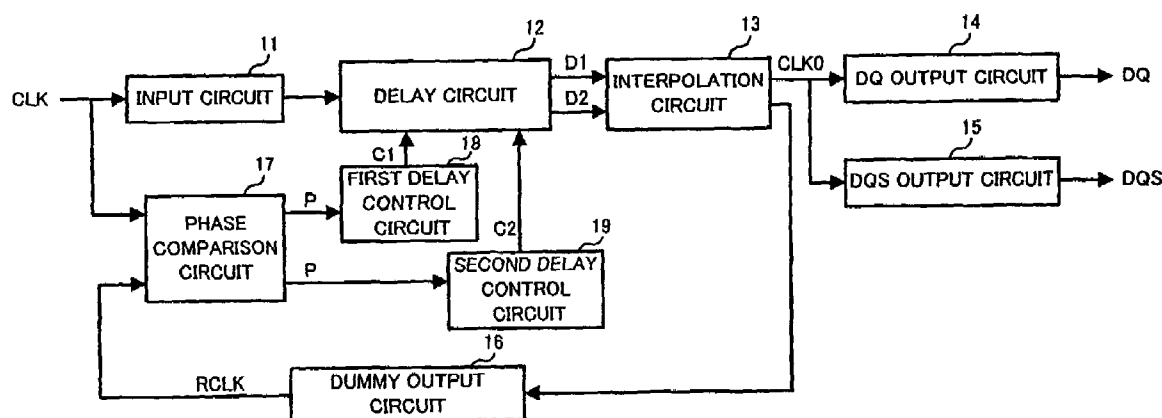 11
12
13
14
CLK
INPUT CIRCUIT
DELAY CIRCUIT
D1
D2
INTERPOLATION
CIRCUIT
CLK0
DQ OUTPUT CIRCUIT
DQ
15
DQS OUTPUT CIRCUIT
DQS
C1
18
FIRST DELAY
CONTROL
CIRCUIT
17
PHASE
COMPARISON
CIRCUIT
P
P
C2
19
SECOND DELAY
CONTROL
CIRCUIT
16
DUMMY OUTPUT
CIRCUIT
RCLK